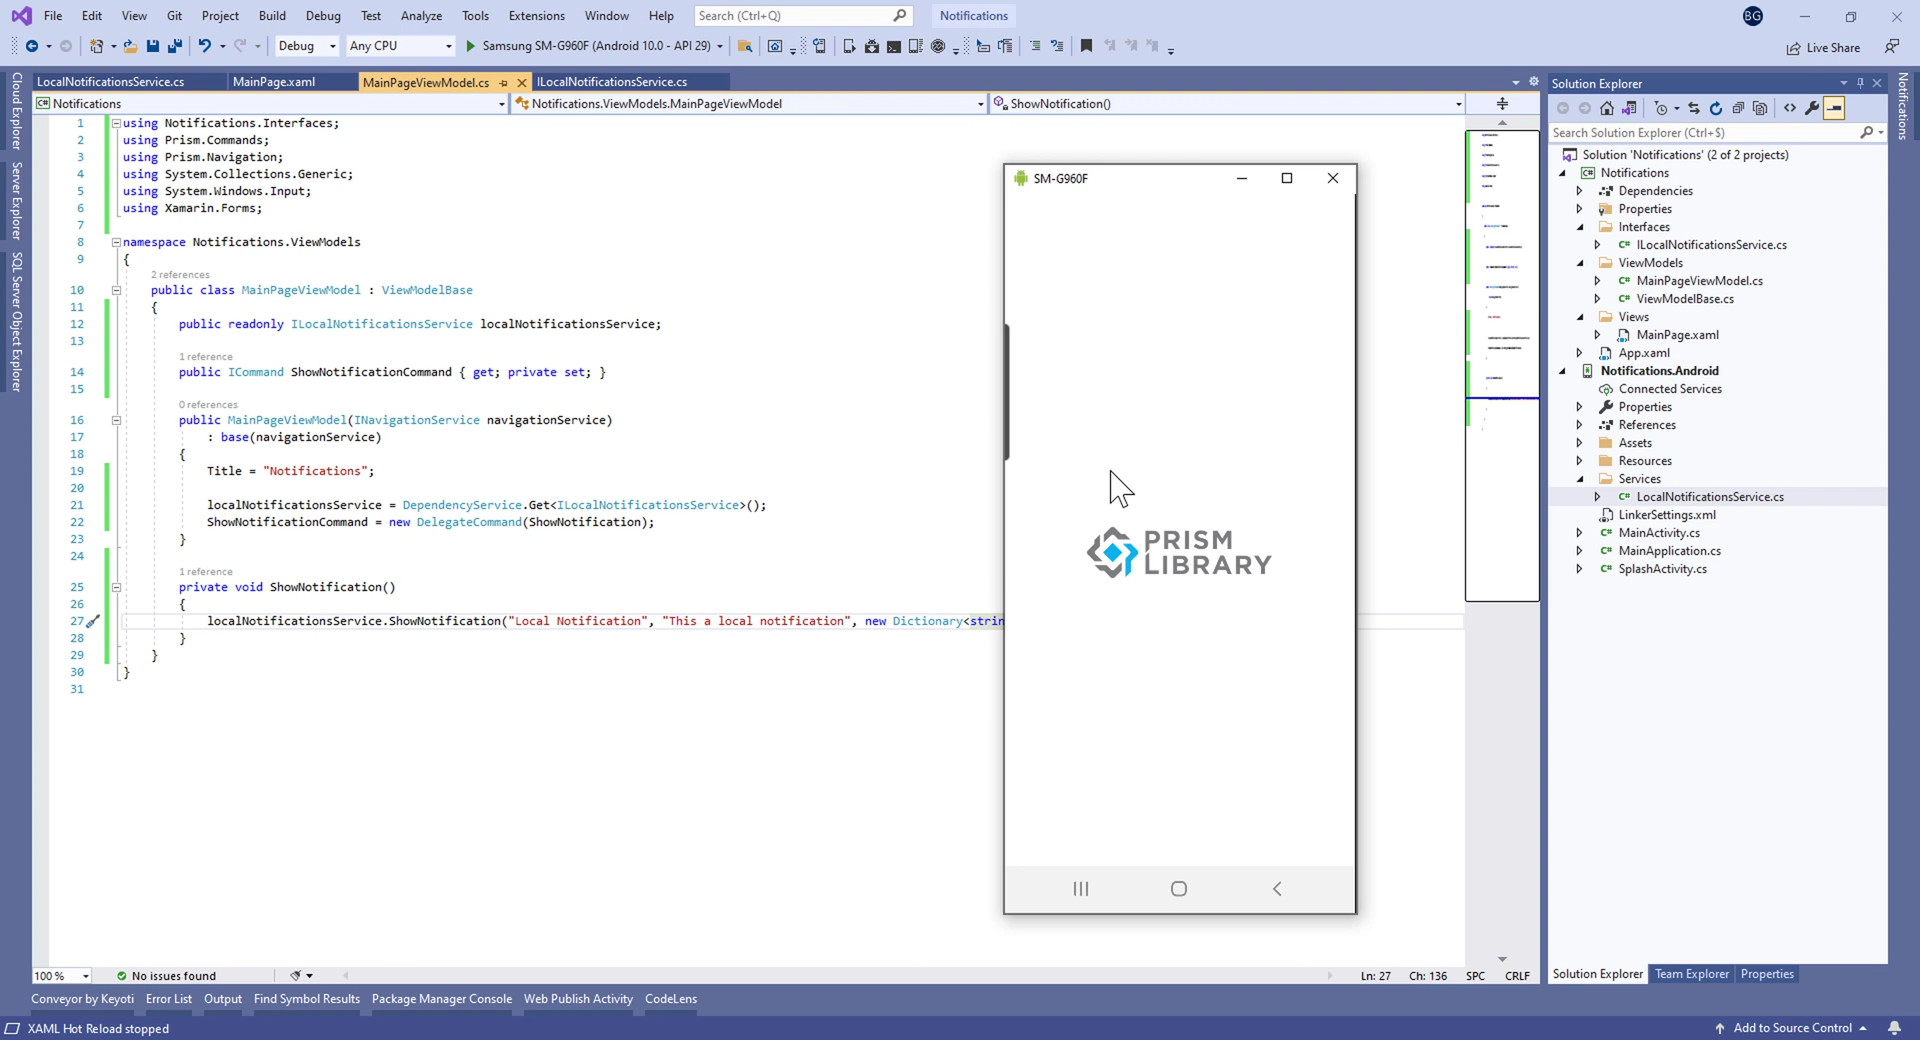 File Edit View Git Project Build Debug Test Analyze Tools Extensions Window Help Search (Ctrl+Q) Notifications BG
Debug Any CPU Samsung SM-G960F (Android 10.0 - API 29) Live Share
LocalNotificationsService.cs MainPage.xaml MainPageViewModel.cs ILocalNotificationsService.cs
Notifications Notifications.ViewModels.MainPageViewModel ShowNotification()
1 using Notifications.Interfaces;
2 using Prism.Commands;
3 using Prism.Navigation;
4 using System.Collections.Generic;
5 using System.Windows.Input;
6 using Xamarin.Forms;
7
8 namespace Notifications.ViewModels
9 {
2 references
10 public class MainPageViewModel : ViewModelBase
11 {
12 public readonly ILocalNotificationsService localNotificationsService;
13
1 reference
14 public ICommand ShowNotificationCommand { get; private set; }
15
0 references
16 public MainPageViewModel(INavigationService navigationService)
17 : base(navigationService)
18 {
19 Title = "Notifications";
20
21 localNotificationsService = DependencyService.Get<ILocalNotificationsService>();
22 ShowNotificationCommand = new DelegateCommand(ShowNotification);
23 }
24
1 reference
25 private void ShowNotification()
26 {
27 localNotificationsService.ShowNotification("Local Notification", "This a local notification", new Dictionary<strin
28 }
29 }
30 }
31
SM-G960F
PRISM
LIBRARY
Cloud Explorer
Server Explorer
SQL Server Object Explorer
Solution Explorer
Search Solution Explorer (Ctrl+$)
Solution 'Notifications' (2 of 2 projects)
Notifications
Dependencies
Properties
Interfaces
ILocalNotificationsService.cs
ViewModels
MainPageViewModel.cs
ViewModelBase.cs
Views
MainPage.xaml
App.xaml
Notifications.Android
Connected Services
Properties
References
Assets
Resources
Services
LocalNotificationsService.cs
LinkerSettings.xml
MainActivity.cs
MainApplication.cs
SplashActivity.cs
Notifications
100 % No issues found Ln: 27 Ch: 136 SPC CRLF
Solution Explorer Team Explorer Properties
Conveyor by Keyoti Error List Output Find Symbol Results Package Manager Console Web Publish Activity CodeLens
XAML Hot Reload stopped Add to Source Control